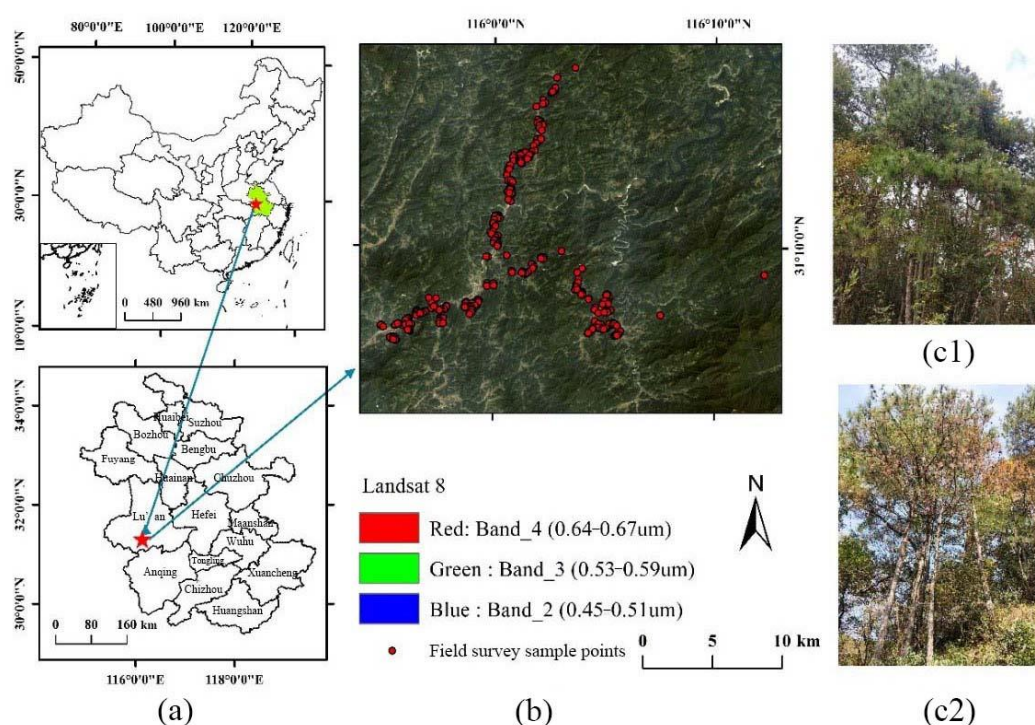 80°0′0″E 100°0′0″E 120°0′0″E
50°0′0″N
30°0′0″N
10°0′0″N
0 480 960 km
34°0′0″N
32°0′0″N
30°0′0″N
Huaibei
Suzhou
Bozhou
Bengbu
Fuyang
Huainan
Chuzhou
Lu'an
Hefei
Maanshan
Wuhu
Tongling
Anqing
Xuancheng
Chizhou
Huangshan
0 80 160 km
116°0′0″E 118°0′0″E
(a)
116°0′0″E 116°10′0″E
31°10′0″N
Landsat 8
Red: Band_4 (0.64-0.67um)
Green : Band_3 (0.53-0.59um)
Blue : Band_2 (0.45-0.51um)
Field survey sample points
N
0 5 10 km
(b)
(c1)
(c2)